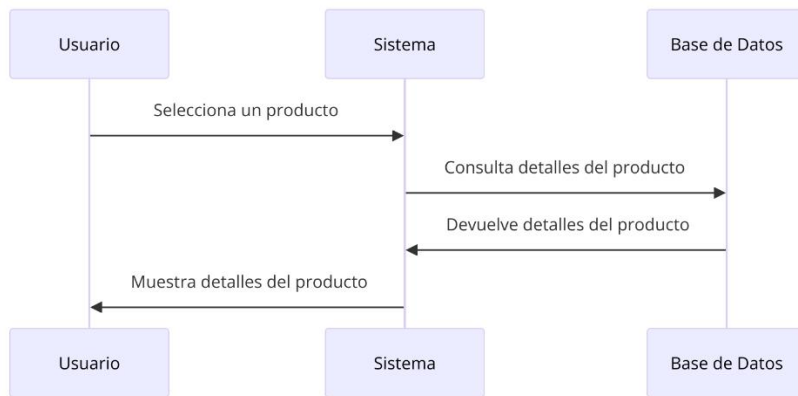 Usuario
Sistema
Base de Datos
Selecciona un producto
Consulta detalles del producto
Devuelve detalles del producto
Muestra detalles del producto
Usuario
Sistema
Base de Datos